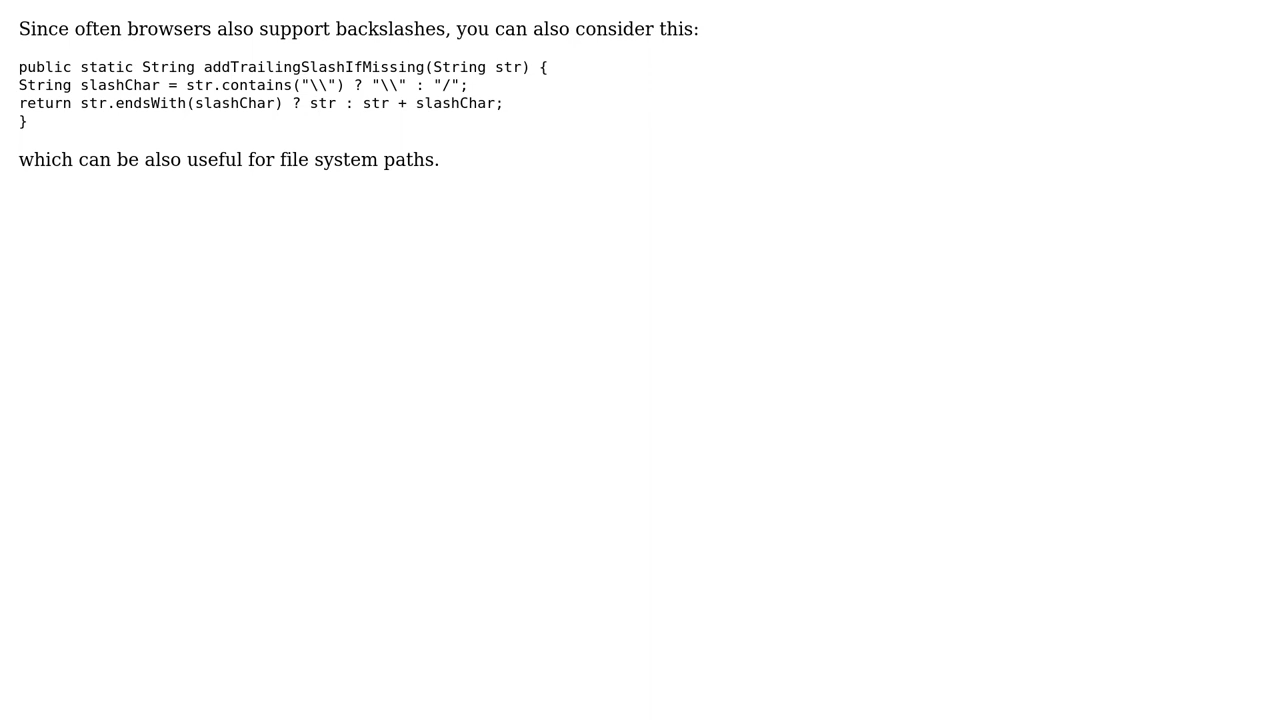 Since often browsers also support backslashes, you can also consider this:
public static String addTrailingSlashIfMissing(String str) {
String slashChar = str.contains("\\") ? "\\" : "/";
return str.endsWith(slashChar) ? str : str + slashChar;
}
which can be also useful for file system paths.